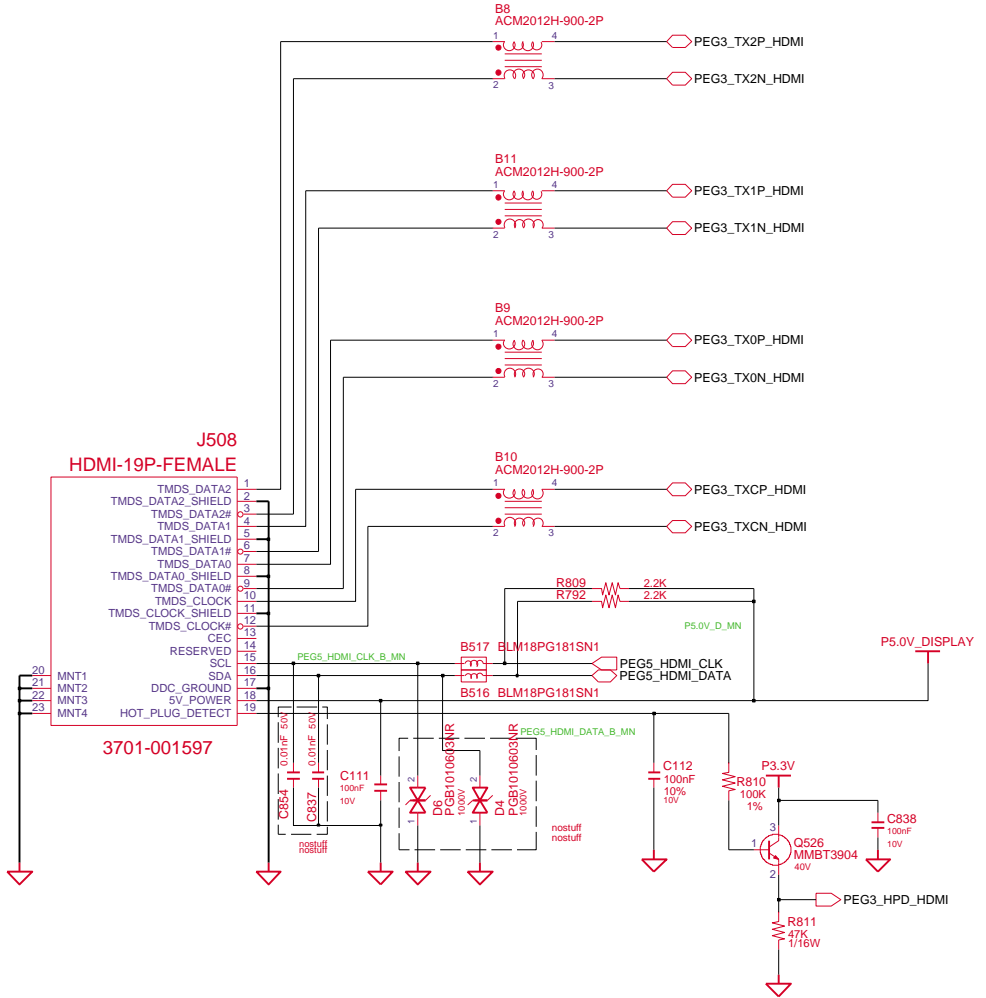 B8
ACM2012H-900-2P
1
4
PEG3_TX2P_HDMI
2
3
PEG3_TX2N_HDMI
B11
ACM2012H-900-2P
1
4
PEG3_TX1P_HDMI
2
3
PEG3_TX1N_HDMI
B9
ACM2012H-900-2P
1
4
PEG3_TX0P_HDMI
2
3
PEG3_TX0N_HDMI
B10
ACM2012H-900-2P
1
4
PEG3_TXCP_HDMI
2
3
PEG3_TXCN_HDMI
J508
HDMI-19P-FEMALE
TMDS_DATA2 1
TMDS_DATA2_SHIELD 2
TMDS_DATA2# 3
TMDS_DATA1 4
TMDS_DATA1_SHIELD 5
TMDS_DATA1# 6
TMDS_DATA0 7
TMDS_DATA0_SHIELD 8
TMDS_DATA0# 9
TMDS_CLOCK 10
TMDS_CLOCK_SHIELD 11
TMDS_CLOCK# 12
CEC 13
RESERVED 14
SCL 15
SDA 16
DDC_GROUND 17
5V_POWER 18
HOT_PLUG_DETECT 19
20 MNT1
21 MNT2
22 MNT3
23 MNT4
3701-001597
R809 2.2K
R792 2.2K
P5.0V_D_MN
P5.0V_DISPLAY
PEG5_HDMI_CLK_B_MN
B517 BLM18PG181SN1
PEG5_HDMI_CLK
PEG5_HDMI_DATA
B516 BLM18PG181SN1
PEG5_HDMI_DATA_B_MN
C854
0.01nF 50V
C837
0.01nF 50V
nostuff
nostuff
C111
100nF
10V
2
1
D6
PGB1010603NR
1000V
2
1
D4
PGB1010603NR
1000V
nostuff
nostuff
C112
100nF
10%
10V
R810
100K
1%
P3.3V
C838
100nF
10V
3
1
2
Q526
MMBT3904
40V
PEG3_HPD_HDMI
R811
47K
1/16W